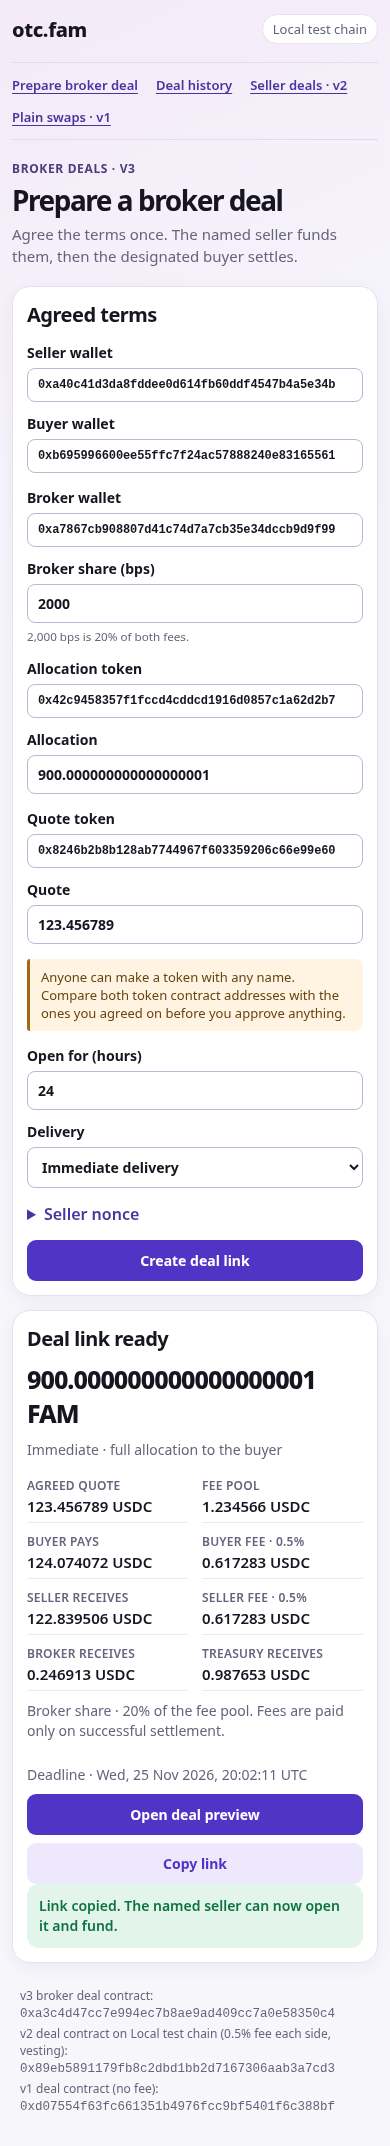 otc.fam
Local test chain
Prepare broker deal
Deal history
Seller deals · v2
Plain swaps · v1
BROKER DEALS · V3
Prepare a broker deal
Agree the terms once. The named seller funds
them, then the designated buyer settles.
Agreed terms
Seller wallet
0xa40c41d3da8fddee0d614fb60ddf4547b4a5e34b
Buyer wallet
0xb695996600ee55ffc7f24ac57888240e83165561
Broker wallet
0xa7867cb908807d41c74d7a7cb35e34dccb9d9f99
Broker share (bps)
2000
2,000 bps is 20% of both fees.
Allocation token
0x42c9458357f1fccd4cddcd1916d0857c1a62d2b7
Allocation
900.000000000000000001
Quote token
0x8246b2b8b128ab7744967f603359206c66e99e60
Quote
123.456789
Anyone can make a token with any name.
Compare both token contract addresses with the
ones you agreed on before you approve anything.
Open for (hours)
24
Delivery
Immediate delivery
Seller nonce
Create deal link
Deal link ready
900.000000000000000001
FAM
Immediate · full allocation to the buyer
AGREED QUOTE
123.456789 USDC
FEE POOL
1.234566 USDC
BUYER PAYS
124.074072 USDC
BUYER FEE · 0.5%
0.617283 USDC
SELLER RECEIVES
122.839506 USDC
SELLER FEE · 0.5%
0.617283 USDC
BROKER RECEIVES
0.246913 USDC
TREASURY RECEIVES
0.987653 USDC
Broker share · 20% of the fee pool. Fees are paid
only on successful settlement.
Deadline · Wed, 25 Nov 2026, 20:02:11 UTC
Open deal preview
Copy link
Link copied. The named seller can now open
it and fund.
v3 broker deal contract:
0xa3c4d47cc7e994ec7b8ae9ad409cc7a0e58350c4
v2 deal contract on Local test chain (0.5% fee each side,
vesting):
0x89eb5891179fb8c2dbd1bb2d7167306aab3a7cd3
v1 deal contract (no fee):
0xd07554f63fc661351b4976fcc9bf5401f6c388bf